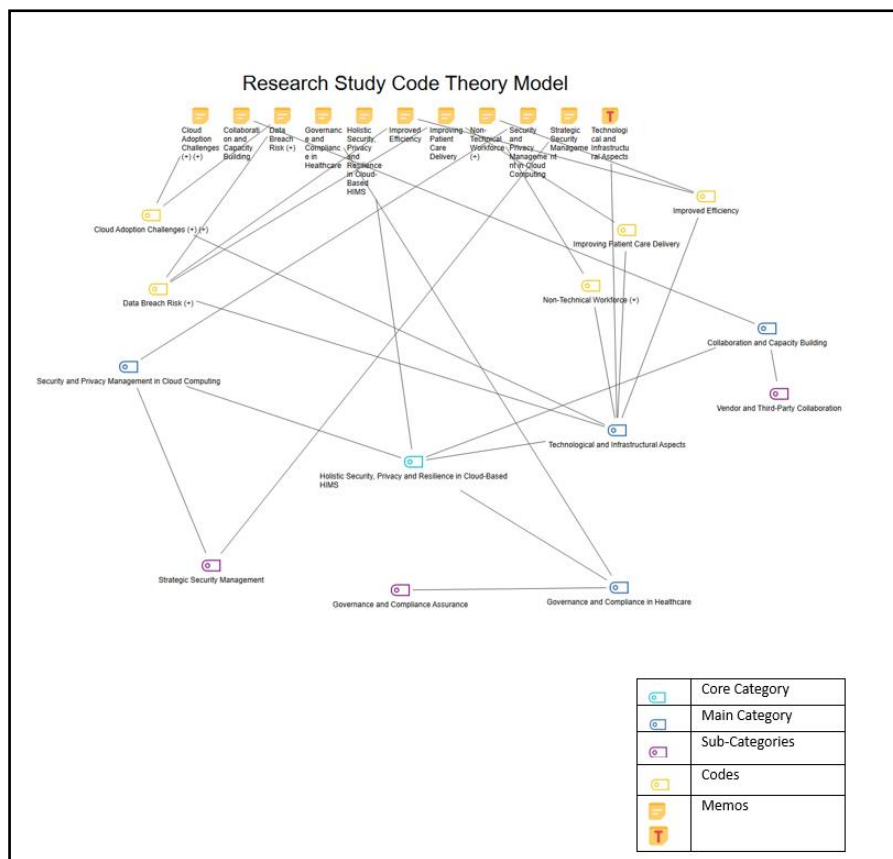 Research Study Code Theory Model
Cloud
Adoption
Challenges
(+) (+)
Collaborati
on and
Capacity
Building
Data
Breach
Risk (+)
Governanc
e and
Complianc
e in
Healthcare
Holistic
Security,
Privacy
and
Resilience
in Cloud-
Based
HIMS
Improved
Efficiency
Improving
Patient
Care
Delivery
Non-
Technical
Workforce
(+)
Security
and
Privacy
Manageme
nt in Cloud
Computing
Strategic
Security
Manageme
nt
Technolog
ical and
Infrastruct
ural Aspects
T
Improved Efficiency
Cloud Adoption Challenges (+) (+)
Improving Patient Care Delivery
Data Breach Risk (+)
Non-Technical Workforce (+)
Collaboration and Capacity Building
Security and Privacy Management in Cloud Computing
Vendor and Third-Party Collaboration
Technological and Infrastructural Aspects
Holistic Security, Privacy and Resilience in Cloud-Based
HIMS
Strategic Security Management
Governance and Compliance Assurance
Governance and Compliance in Healthcare
Core Category
Main Category
Sub-Categories
Codes
Memos
T